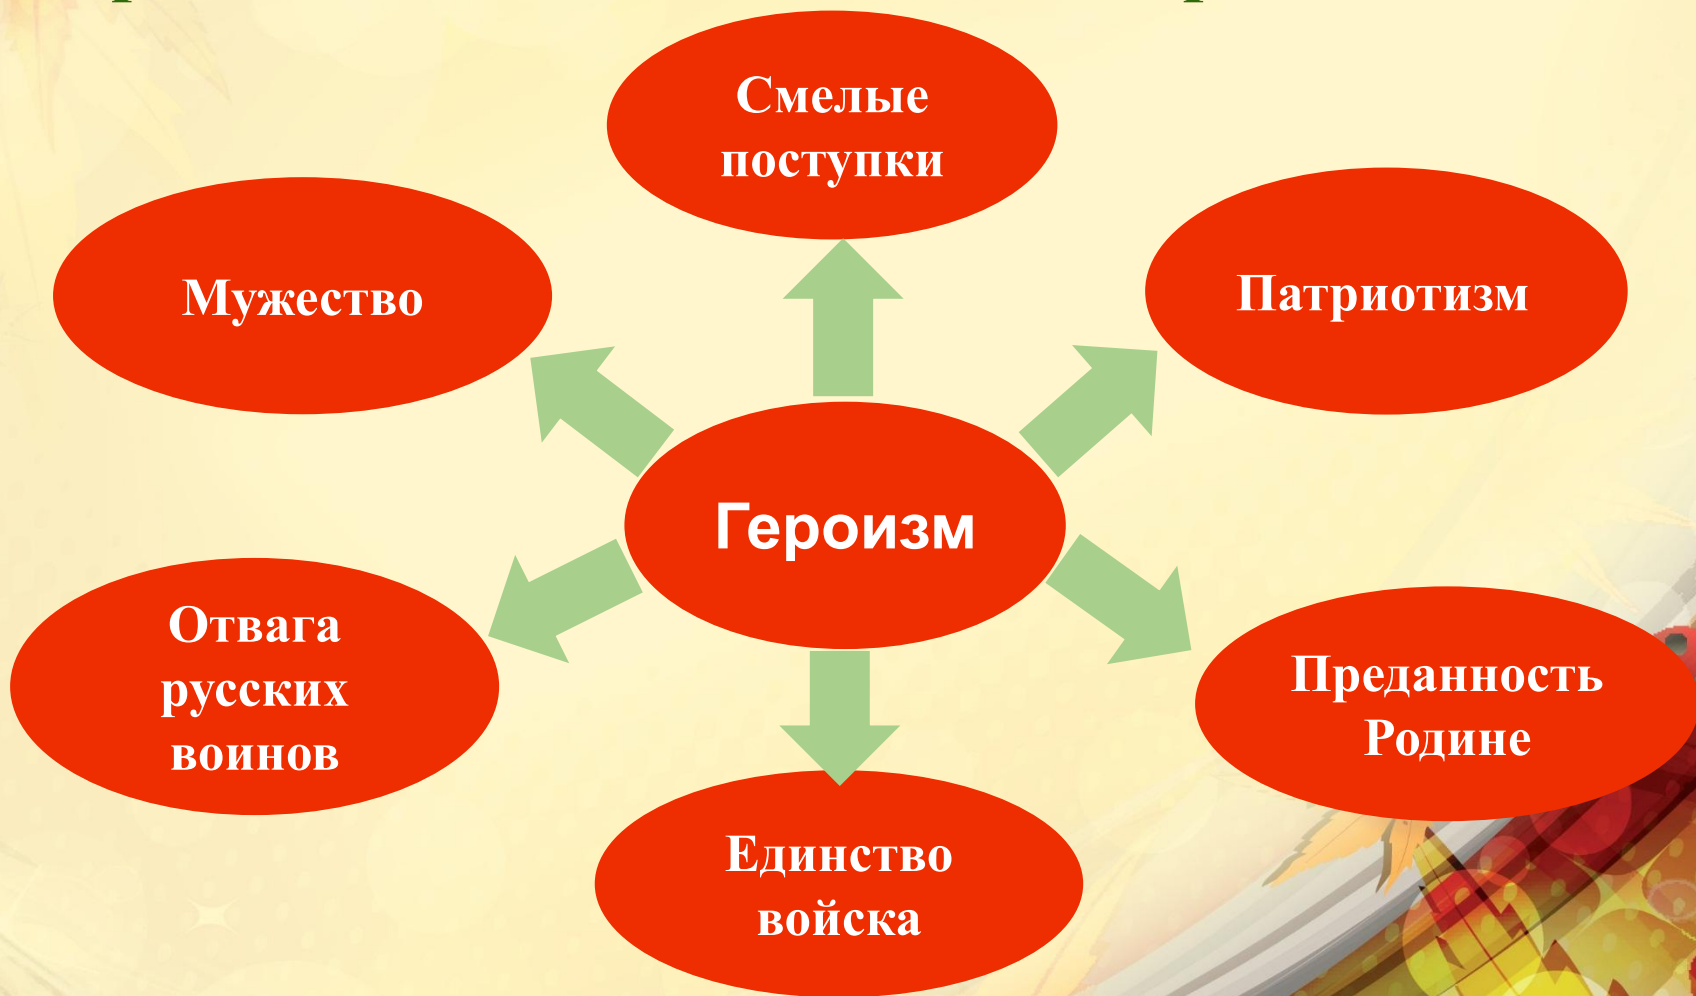 Смелые
поступки
Мужество
Патриотизм
Героизм
Отвага
русских
воинов
Преданность
Родине
Единство
войска